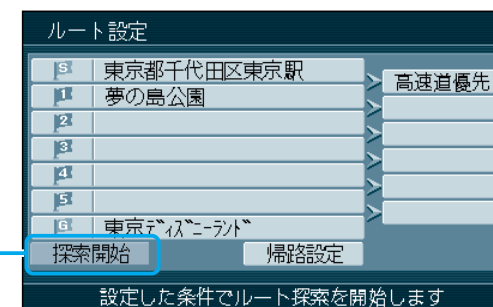 ルート設定
S 東京都千代田区東京駅
高速道優先
1 夢の島公園
2
3
4
5
G 東京ﾃﾞｨｽﾞﾆｰﾗﾝﾄﾞ
探索開始 帰路設定
設定した条件でルート探索を開始します